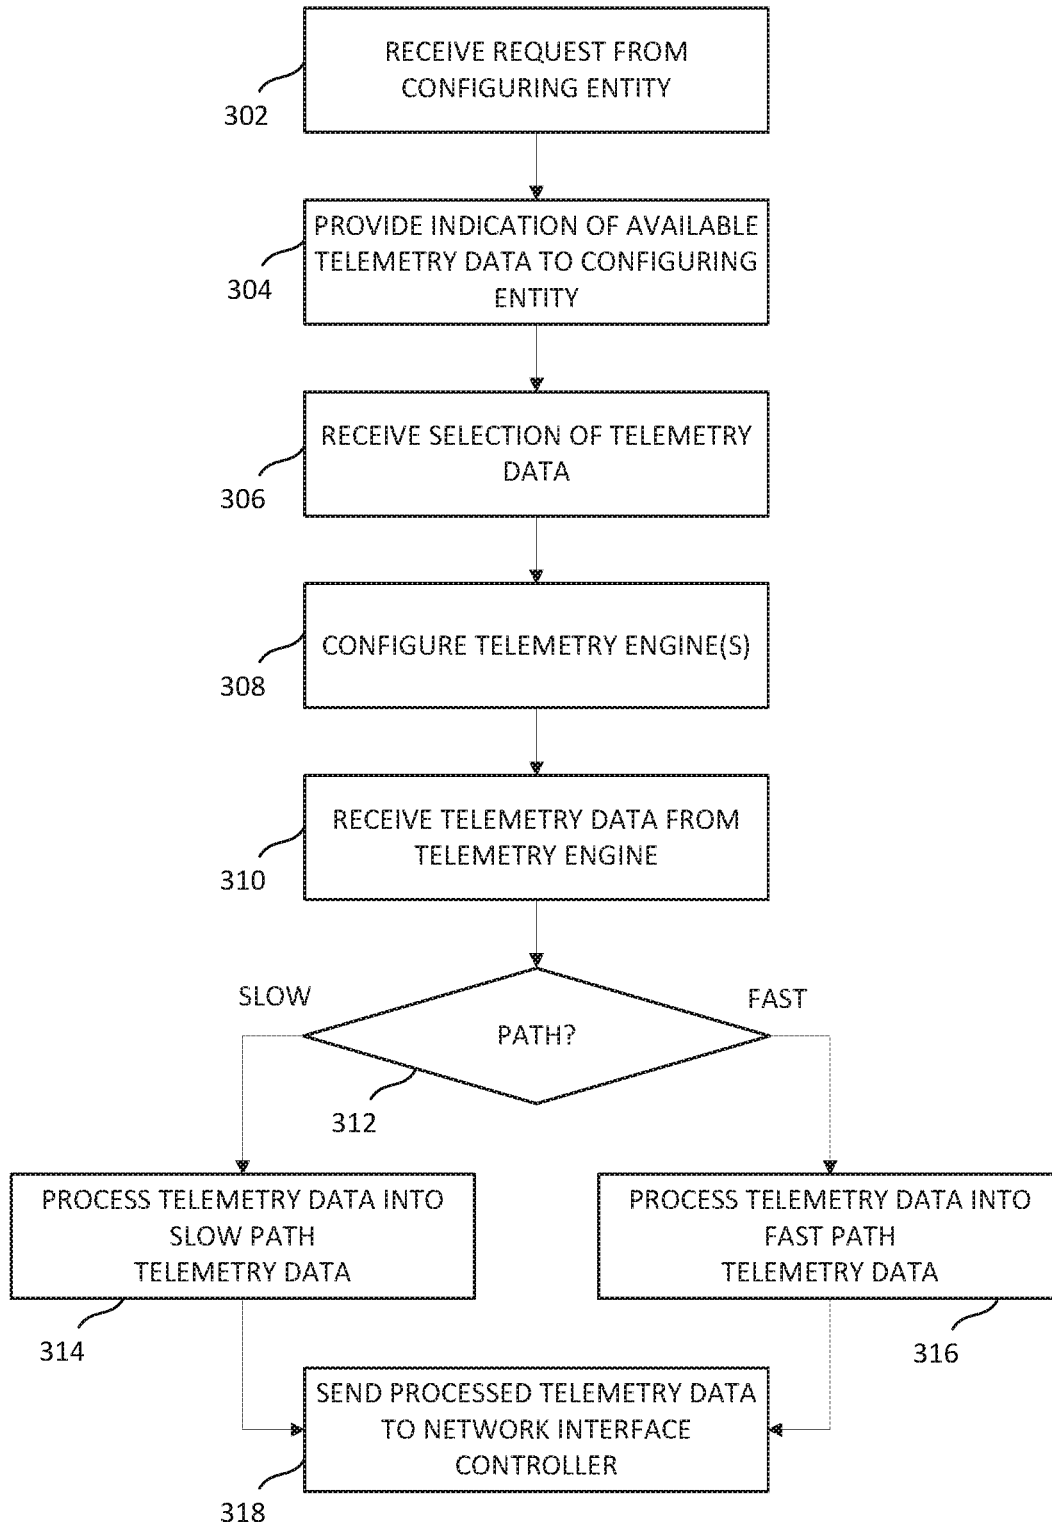 RECEIVE REQUEST FROM
CONFIGURING ENTITY
302
PROVIDE INDICATION OF AVAILABLE
TELEMETRY DATA TO CONFIGURING
ENTITY
304
RECEIVE SELECTION OF TELEMETRY
DATA
306
CONFIGURE TELEMETRY ENGINE(S)
308
RECEIVE TELEMETRY DATA FROM
TELEMETRY ENGINE
310
SLOW
FAST
PATH?
312
PROCESS TELEMETRY DATA INTO
SLOW PATH
TELEMETRY DATA
314
PROCESS TELEMETRY DATA INTO
FAST PATH
TELEMETRY DATA
316
SEND PROCESSED TELEMETRY DATA
TO NETWORK INTERFACE
CONTROLLER
318